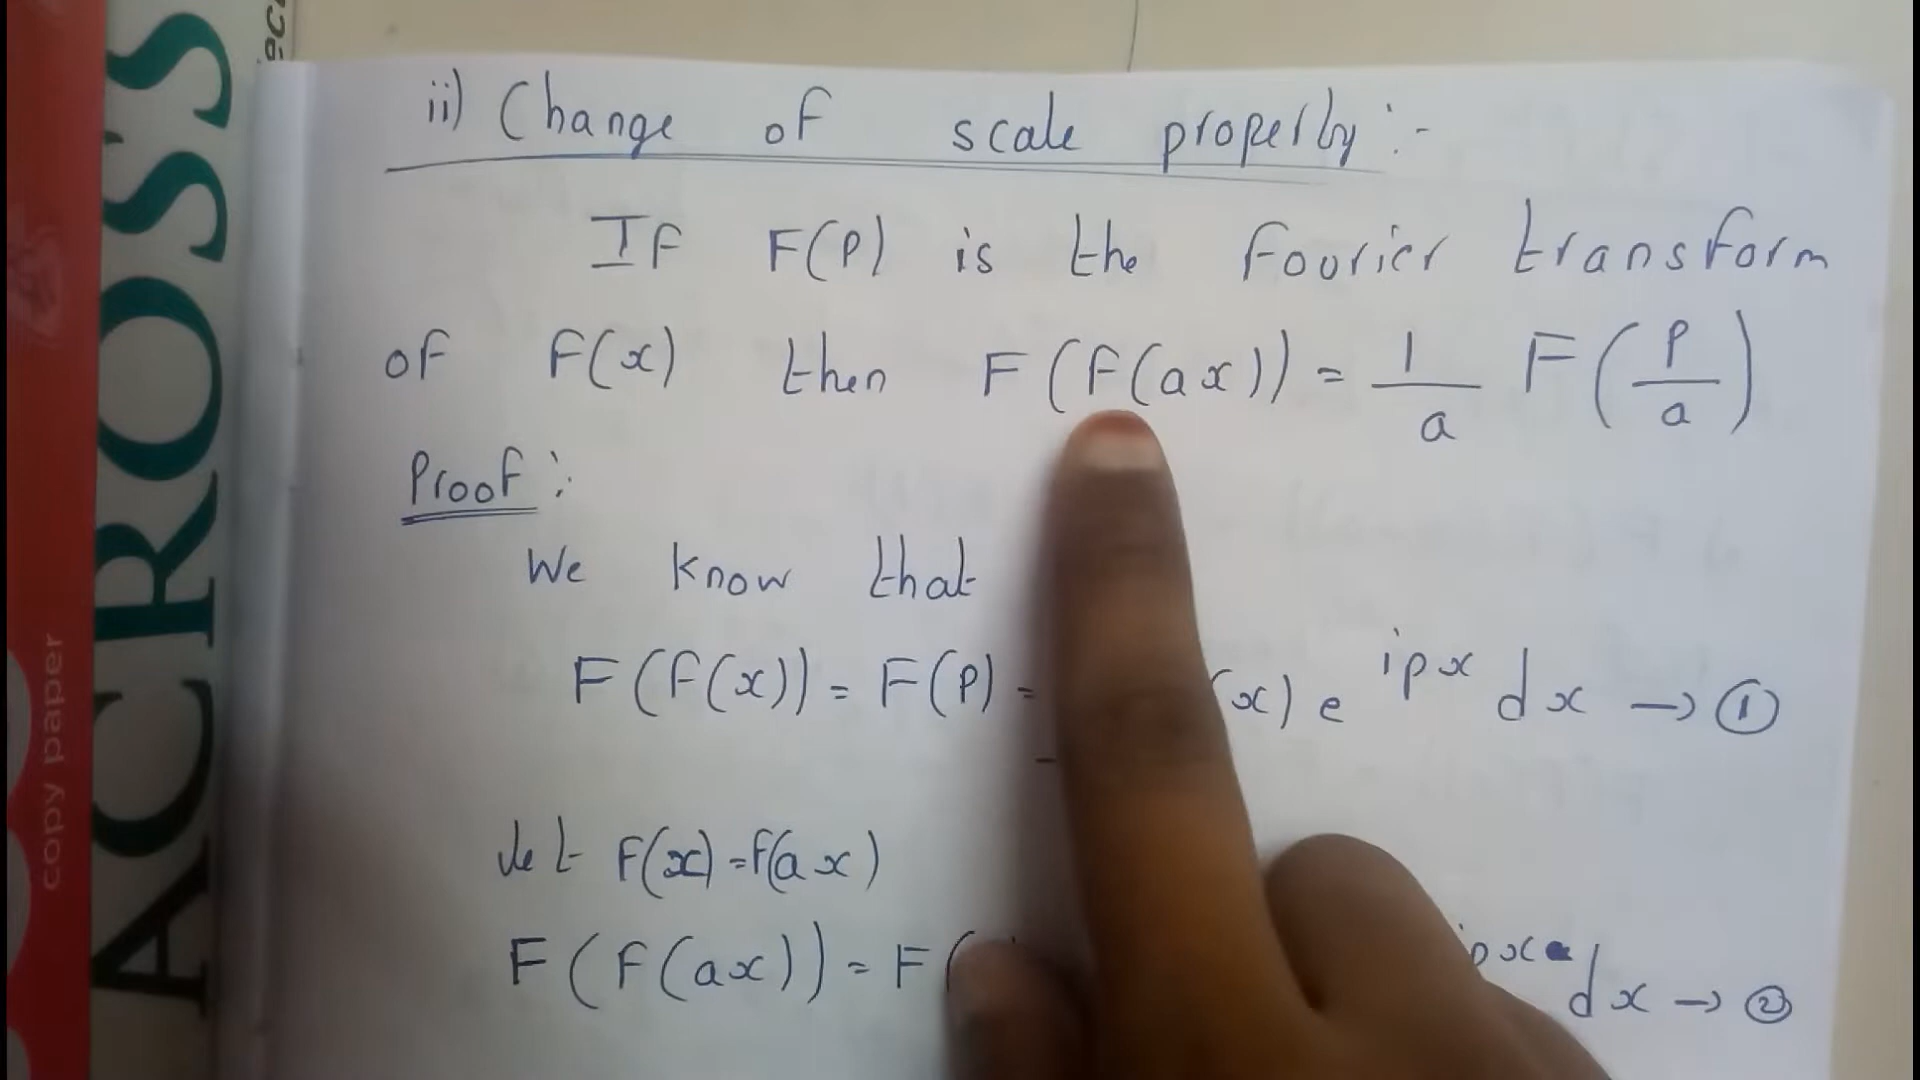 ACROSS
copy paper
ii) Change of scale property :-
If F(p) is the fourier transform
of f(x) then F(f(ax)) = 1/a F(p/a)
Proof :
We know that
F(f(x)) = F(p) = (x) e^ipx dx → ①
Let f(x) = f(ax)
F(f(ax)) = F( ipx dx → ②